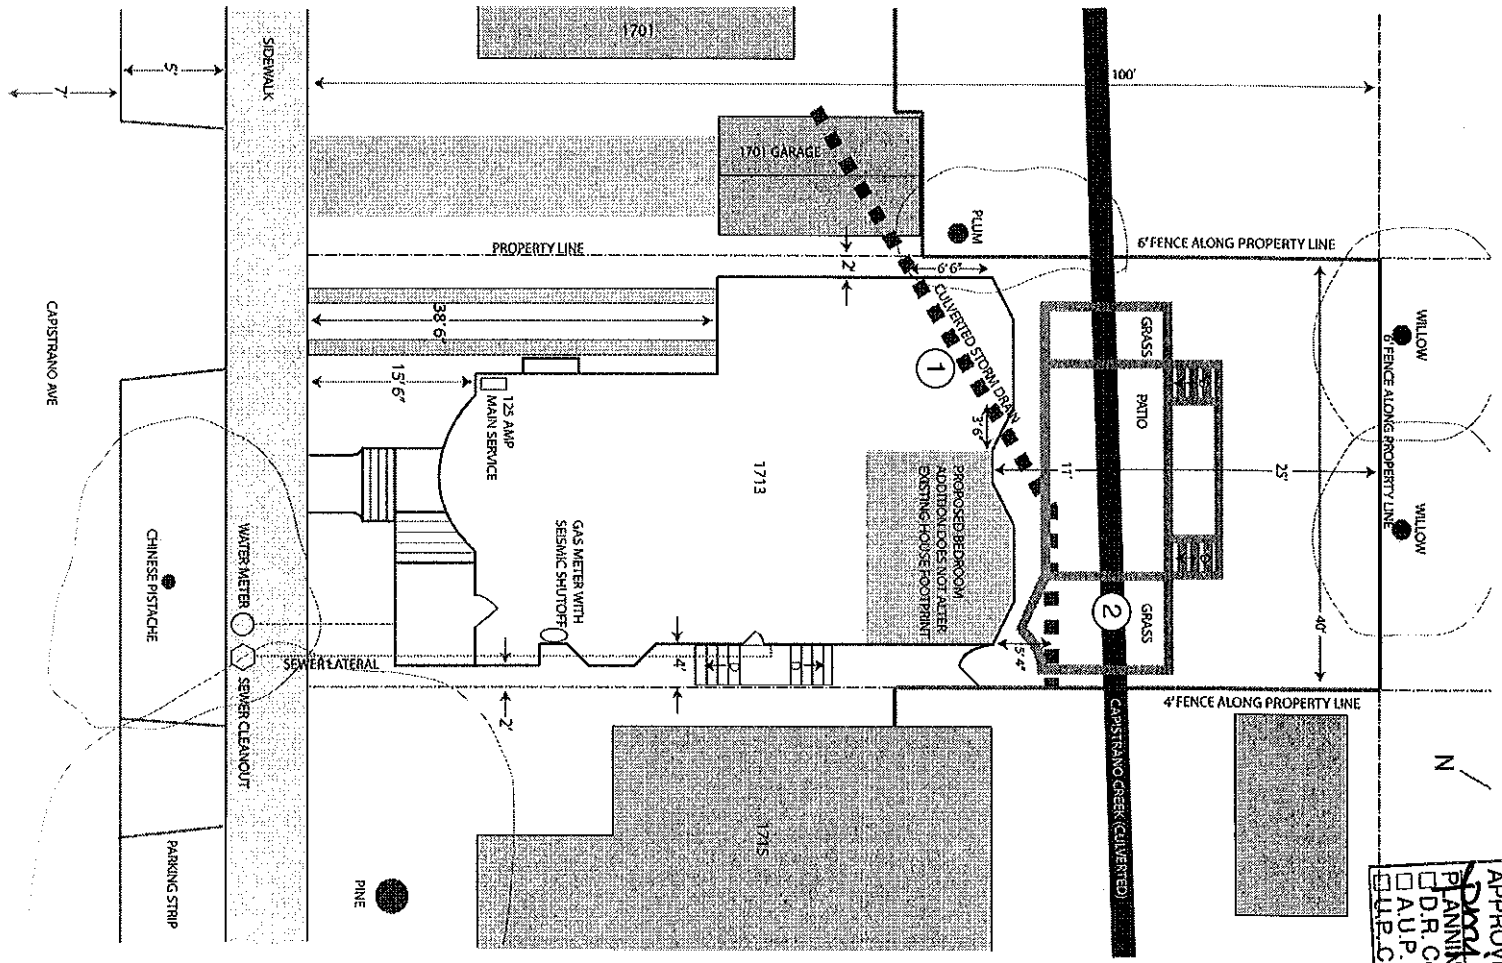 1701
SIDEWALK
5'
7'
100'
1701 GARAGE
PLUM
PROPERTY LINE
6' FENCE ALONG PROPERTY LINE
2'
6'6"
CULVERTED STORM DRAIN
1
38'6"
15'6"
125 AMP
MAIN SERVICE
CAPISTRANO AVE
GRASS
PATIO
WILLOW
6' FENCE ALONG PROPERTY LINE
WILLOW
3'6"
11'
25'
40'
1713
PROPOSED BEDROOM
ADDITION DOES NOT ALTER
EXISTING HOUSE FOOTPRINT
GAS METER WITH
SEISMIC SHUTOFF
CHINESE PISTACHE
WATER METER
SEWER LATERAL
SEWER CLEANOUT
2
GRASS
5'4"
4'
D
D
2'
4' FENCE ALONG PROPERTY LINE
CAPISTRANO CREEK (CULVERTED)
N
1715
PINE
PARKING STRIP
APPROV
PLANNIN
D.R.C
A.U.P.
U.P.C